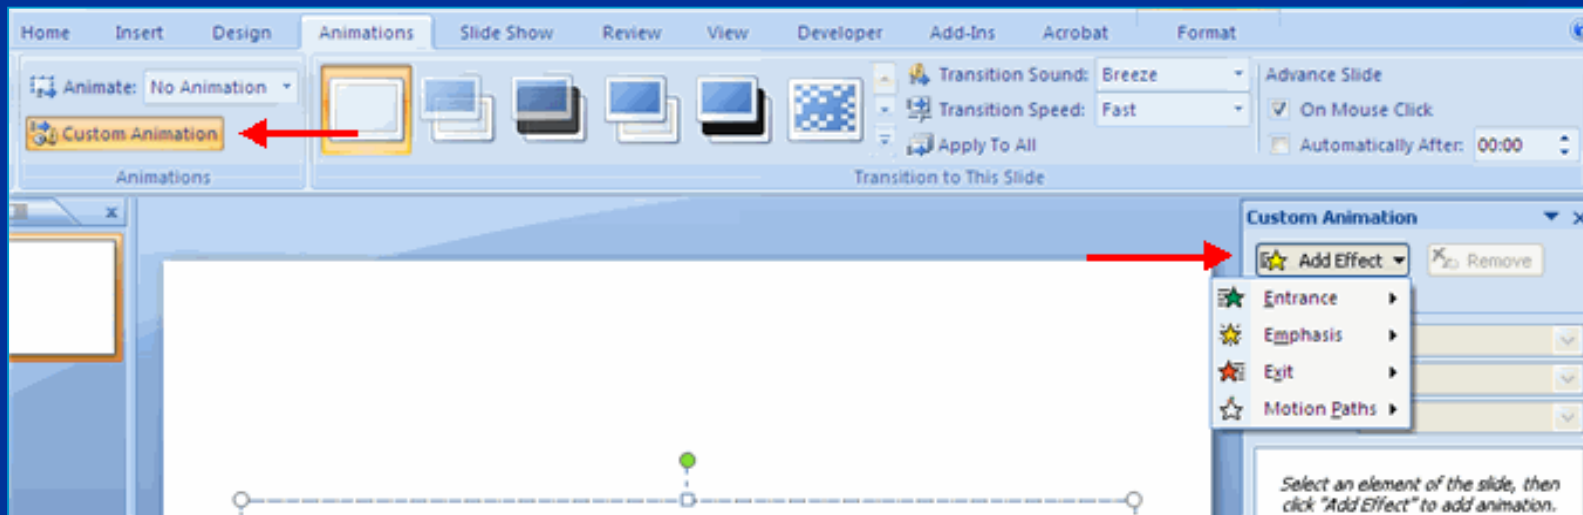 Home Insert Design Animations Slide Show Review View Developer Add-Ins Acrobat Format
Animate: No Animation
Custom Animation
Animations
Transition Sound: Breeze
Transition Speed: Fast
Apply To All
Transition to This Slide
Advance Slide
On Mouse Click
Automatically After: 00:00
Custom Animation
Add Effect Remove
Entrance
Emphasis
Exit
Motion Paths
Select an element of the slide, then
click "Add Effect" to add animation.